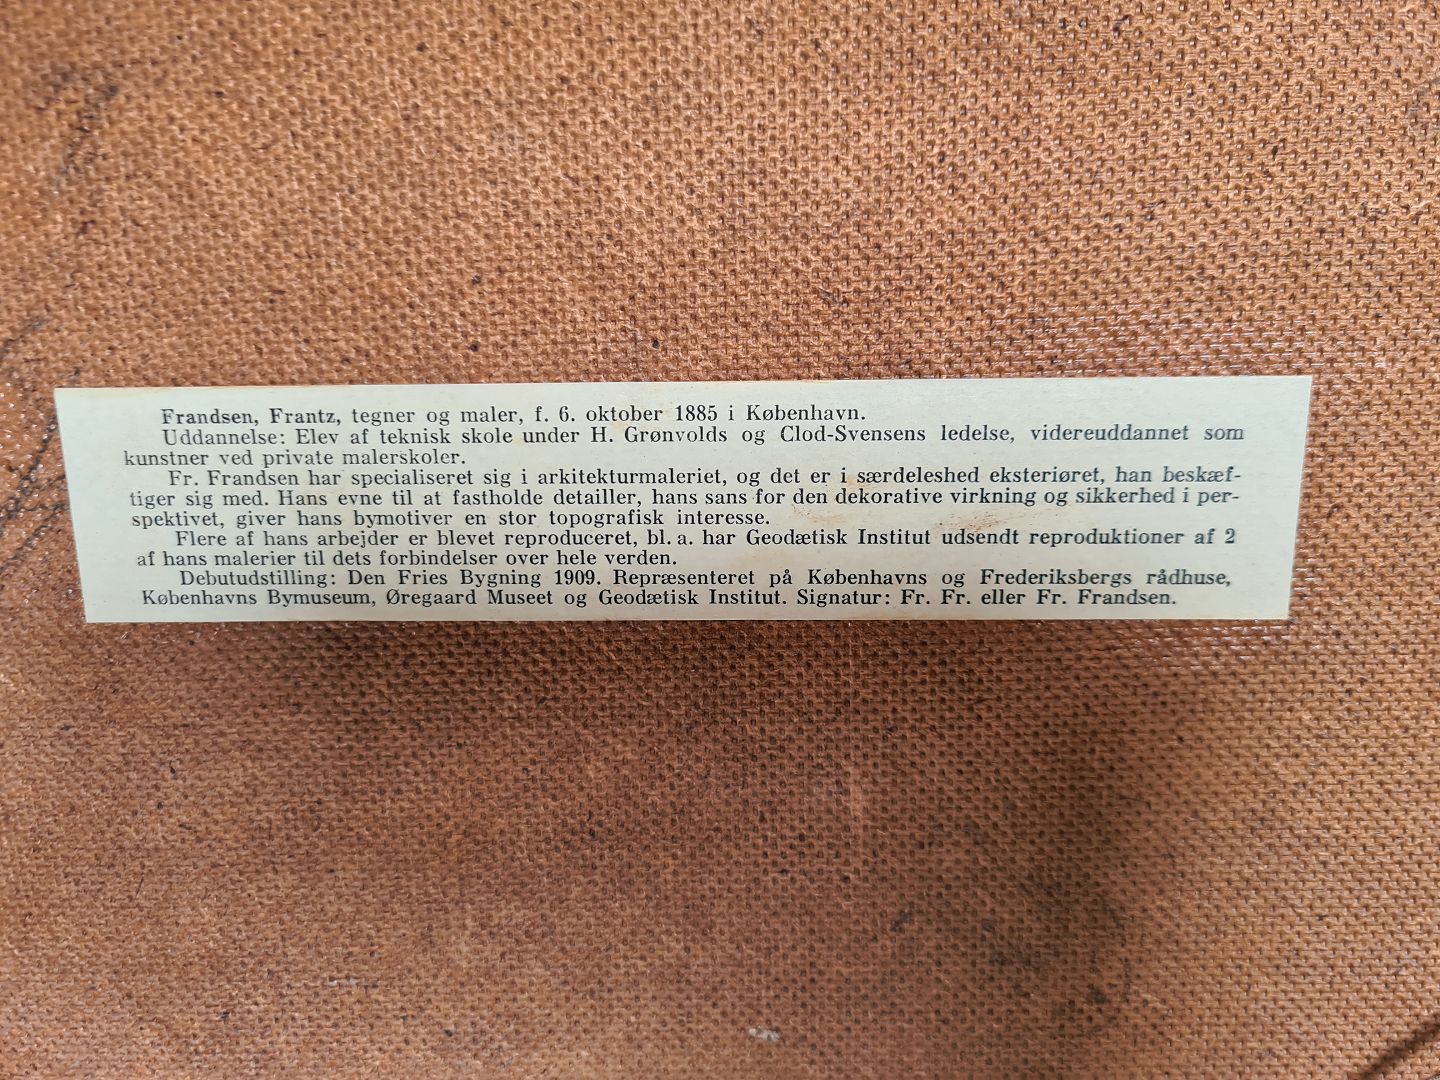 Frandsen, Frantz, tegner og maler, f. 6. oktober 1885 i København.
Uddannelse: Elev af teknisk skole under H. Grønvolds og Clod-Svensens ledelse, videreuddannet som
kunstner ved private malerskoler.
Fr. Frandsen har specialiseret sig i arkitekturmaleriet, og det er i særdeleshed eksteriøret, han beskæf-
tiger sig med. Hans evne til at fastholde detailler, hans sans for den dekorative virkning og sikkerhed i per-
spektivet, giver hans bymotiver en stor topografisk interesse.
Flere af hans arbejder er blevet reproduceret, bl. a. har Geodætisk Institut udsendt reproduktioner af 2
af hans malerier til dets forbindelser over hele verden.
Debutudstilling: Den Fries Bygning 1909. Repræsenteret på Københavns og Frederiksbergs rådhuse,
Københavns Bymuseum, Øregaard Museet og Geodætisk Institut. Signatur: Fr. Fr. eller Fr. Frandsen.